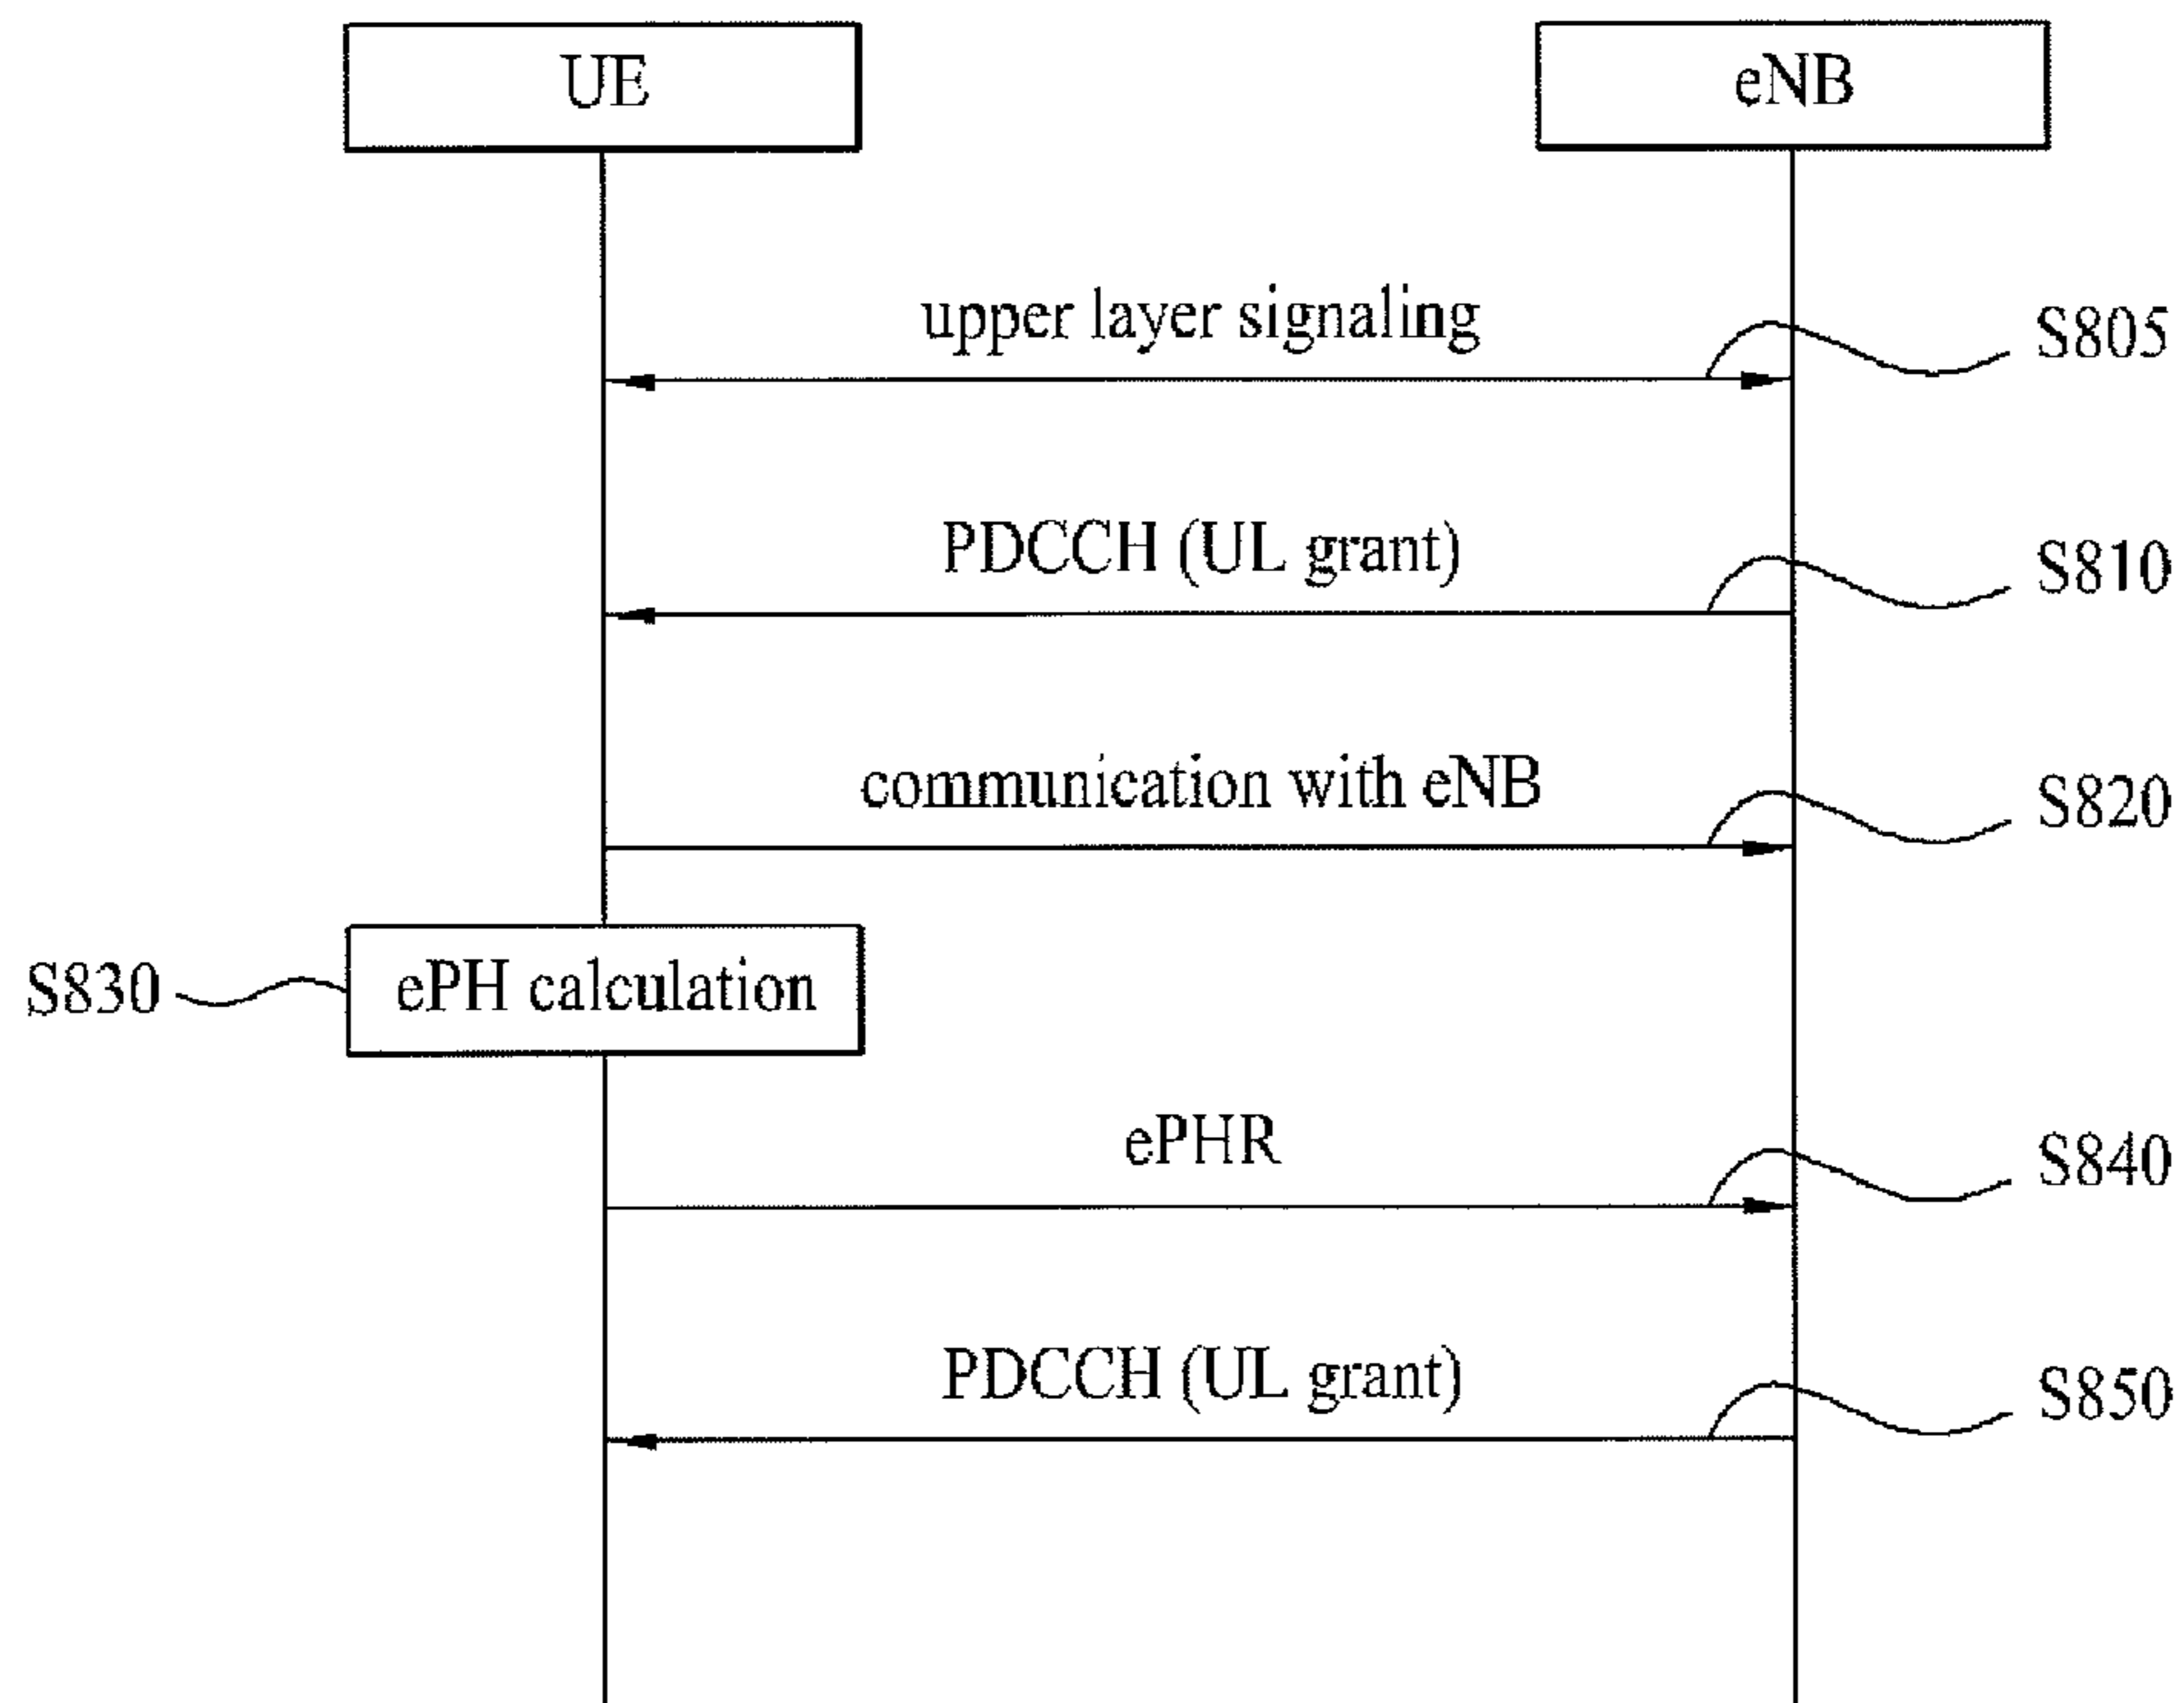 UE
eNB
upper layer signaling
S805
PDCCH (UL grant)
S810
communication with eNB
S820
S830
ePH calculation
ePHR
S840
PDCCH (UL grant)
S850